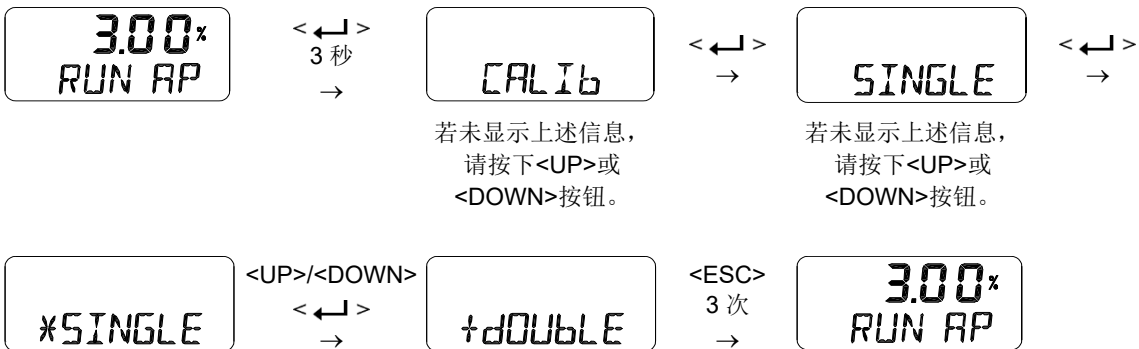 3.00%
RUN AP
<↵>
3 秒
→
CALIb
<↵>
→
SINGLE
<↵>
→
若未显示上述信息，
请按下<UP>或
<DOWN>按钮。
若未显示上述信息，
请按下<UP>或
<DOWN>按钮。
*SINGLE
<UP>/<DOWN>
<↵>
→
+dOUbLE
<ESC>
3 次
→
3.00%
RUN AP